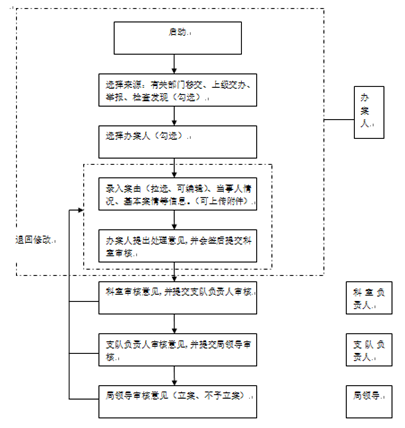 启动.
选择来源：有关部门移交、上级交办、
举报、检查发现（勾选）.
办
案
人.
选择办案人（勾选）.
录入案由（拉选、可编辑）、当事人情
况、基本案情等信息。（可上传附件）.
退回修改.
办案人提出处理意见，并会签后提交科
室审核.
科室审核意见，并提交支队负责人审核.
科室负
责人.
支队负责人审核意见，并提交局领导审
核.
支队负
责人.
局领导审核意见（立案、不予立案）.
局领导.